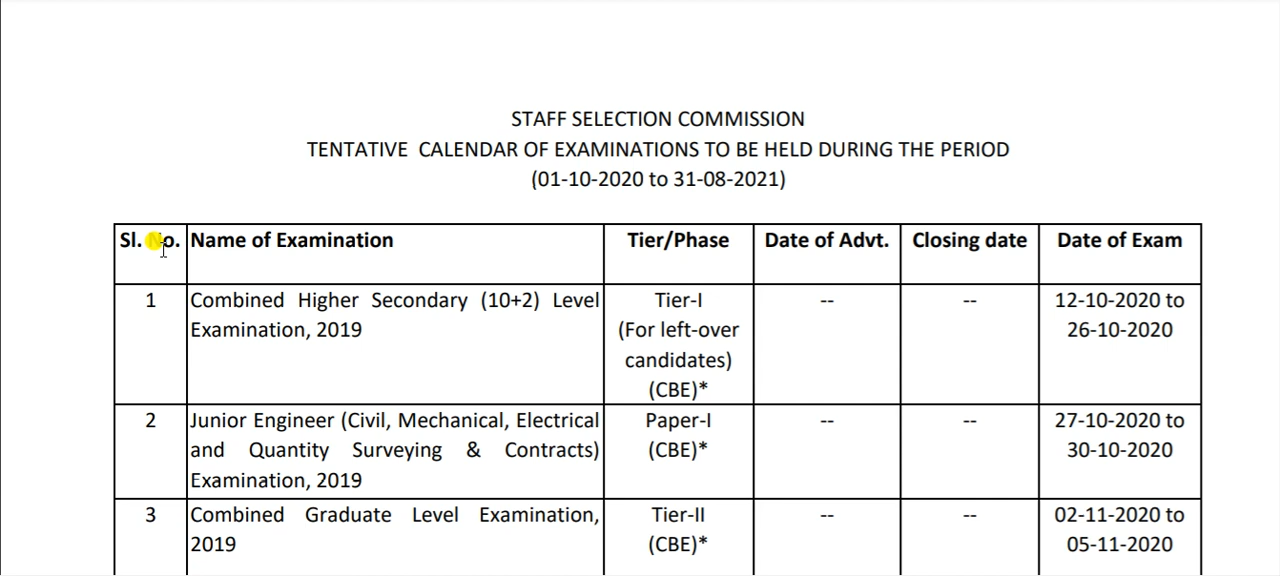 STAFF SELECTION COMMISSION
TENTATIVE CALENDAR OF EXAMINATIONS TO BE HELD DURING THE PERIOD
(01-10-2020 to 31-08-2021)
Sl. No. Name of Examination Tier/Phase Date of Advt. Closing date Date of Exam
1 Combined Higher Secondary (10+2) Level Tier-I -- -- 12-10-2020 to
Examination, 2019 (For left-over 26-10-2020
candidates)
(CBE)*
2 Junior Engineer (Civil, Mechanical, Electrical Paper-I -- -- 27-10-2020 to
and Quantity Surveying & Contracts) (CBE)* 30-10-2020
Examination, 2019
3 Combined Graduate Level Examination, Tier-II -- -- 02-11-2020 to
2019 (CBE)* 05-11-2020